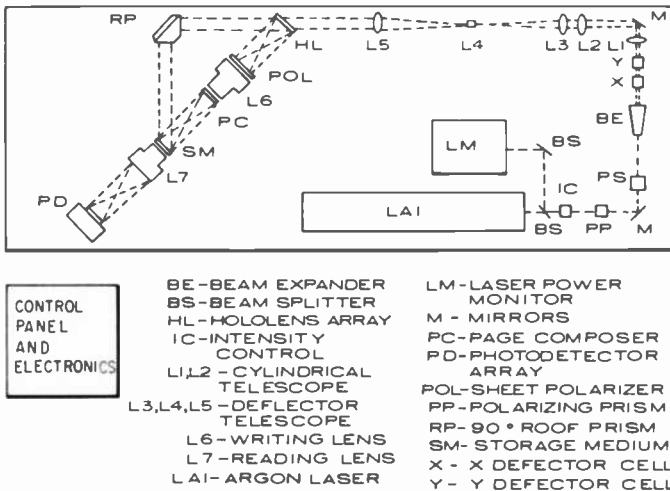 RP
HL
L5
L4
L3 L2 L1
M
Y
X
POL
L6
PC
BE
SM
L7
LM
BS
PS
PD
IC
LAI
BS
PP
M
CONTROL
PANEL
AND
ELECTRONICS
BE-BEAM EXPANDER
BS-BEAM SPLITTER
HL-HOLOLENS ARRAY
IC-INTENSITY
CONTROL
L1,L2-CYLINDRICAL
TELESCOPE
L3,L4,L5-DEFLECTOR
TELESCOPE
L6-WRITING LENS
L7-READING LENS
LAI-ARGON LASER
LM-LASER POWER
MONITOR
M - MIRRORS
PC-PAGE COMPOSER
PD-PHOTODETECTOR
ARRAY
POL-SHEET POLARIZER
PP-POLARIZING PRISM
RP-90° ROOF PRISM
SM-STORAGE MEDIUM
X - X DEFECTOR CELL
Y - Y DEFECTOR CELL